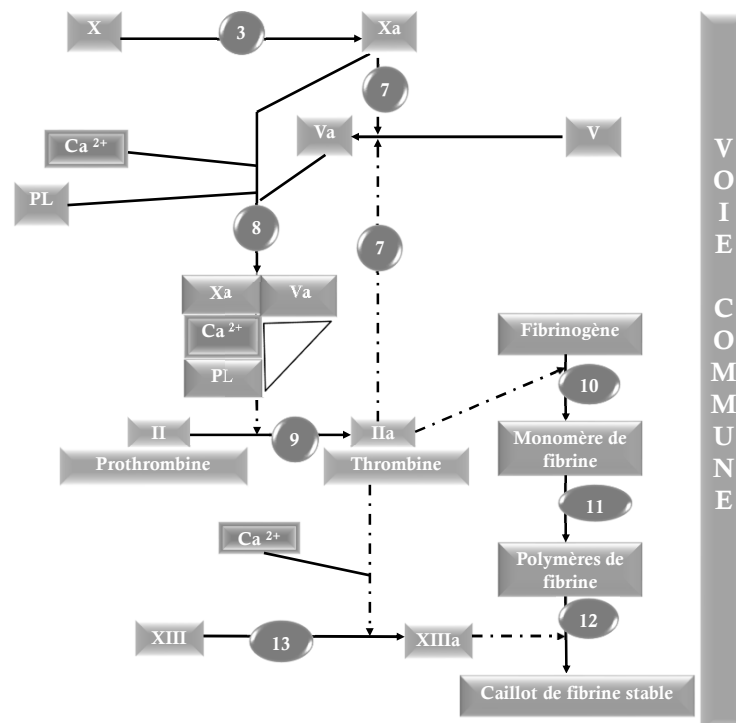 X
3
Xa
7
Va
V
Ca 2+
PL
8
7
Xa
Va
Ca 2+
PL
Fibrinogène
10
II
9
IIa
Monomère de
fibrine
Prothrombine
Thrombine
11
Ca 2+
Polymères de
fibrine
12
XIII
13
XIIIa
Caillot de fibrine stable
VOIE COMMUNE